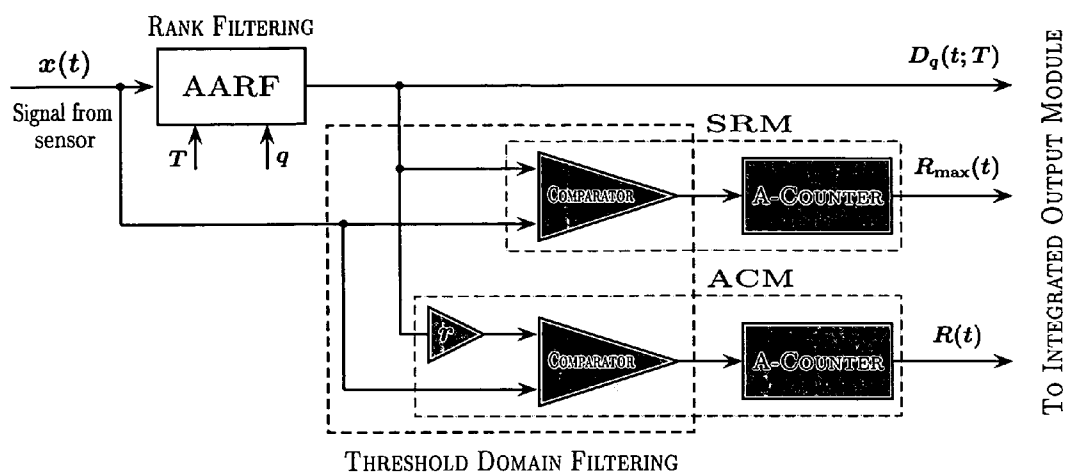 RANK FILTERING
x(t)
AARF
Signal from
sensor
T
q
D_q(t; T)
SRM
COMPARATOR
A-COUNTER
R_max(t)
ACM
r
COMPARATOR
A-COUNTER
R(t)
THRESHOLD DOMAIN FILTERING
TO INTEGRATED OUTPUT MODULE